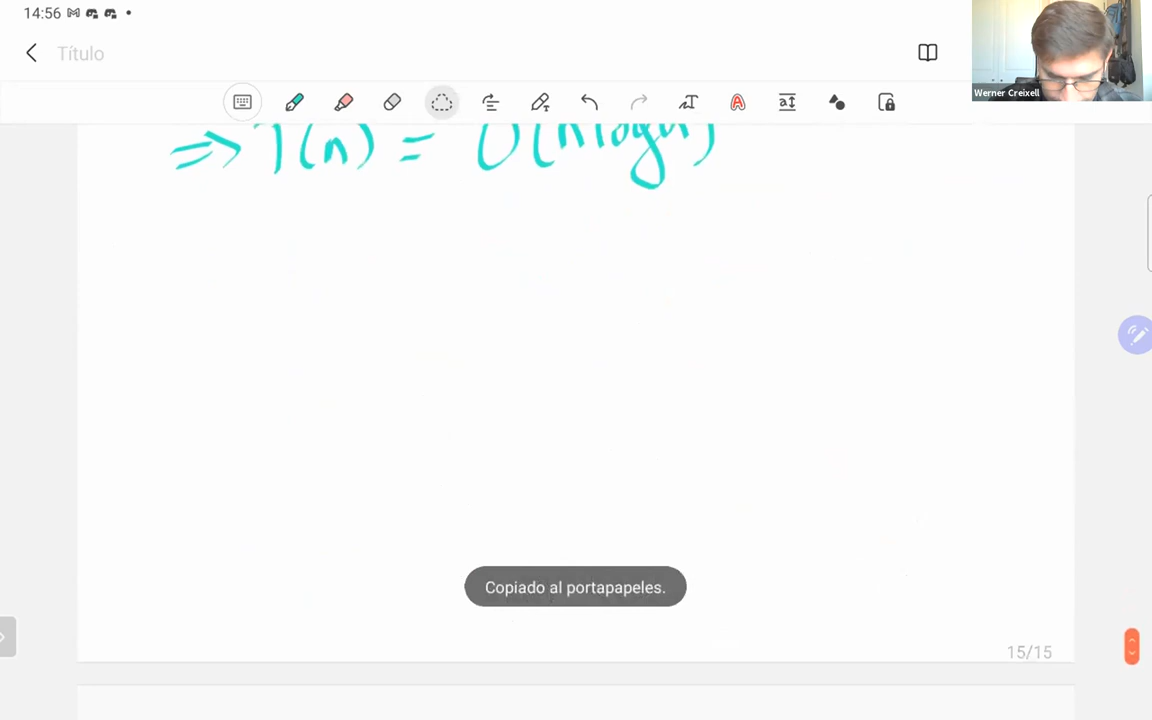 14:56
Título
Werner Creixell
⇒ T(n) = O(n log n)
Copiado al portapapeles.
15/15